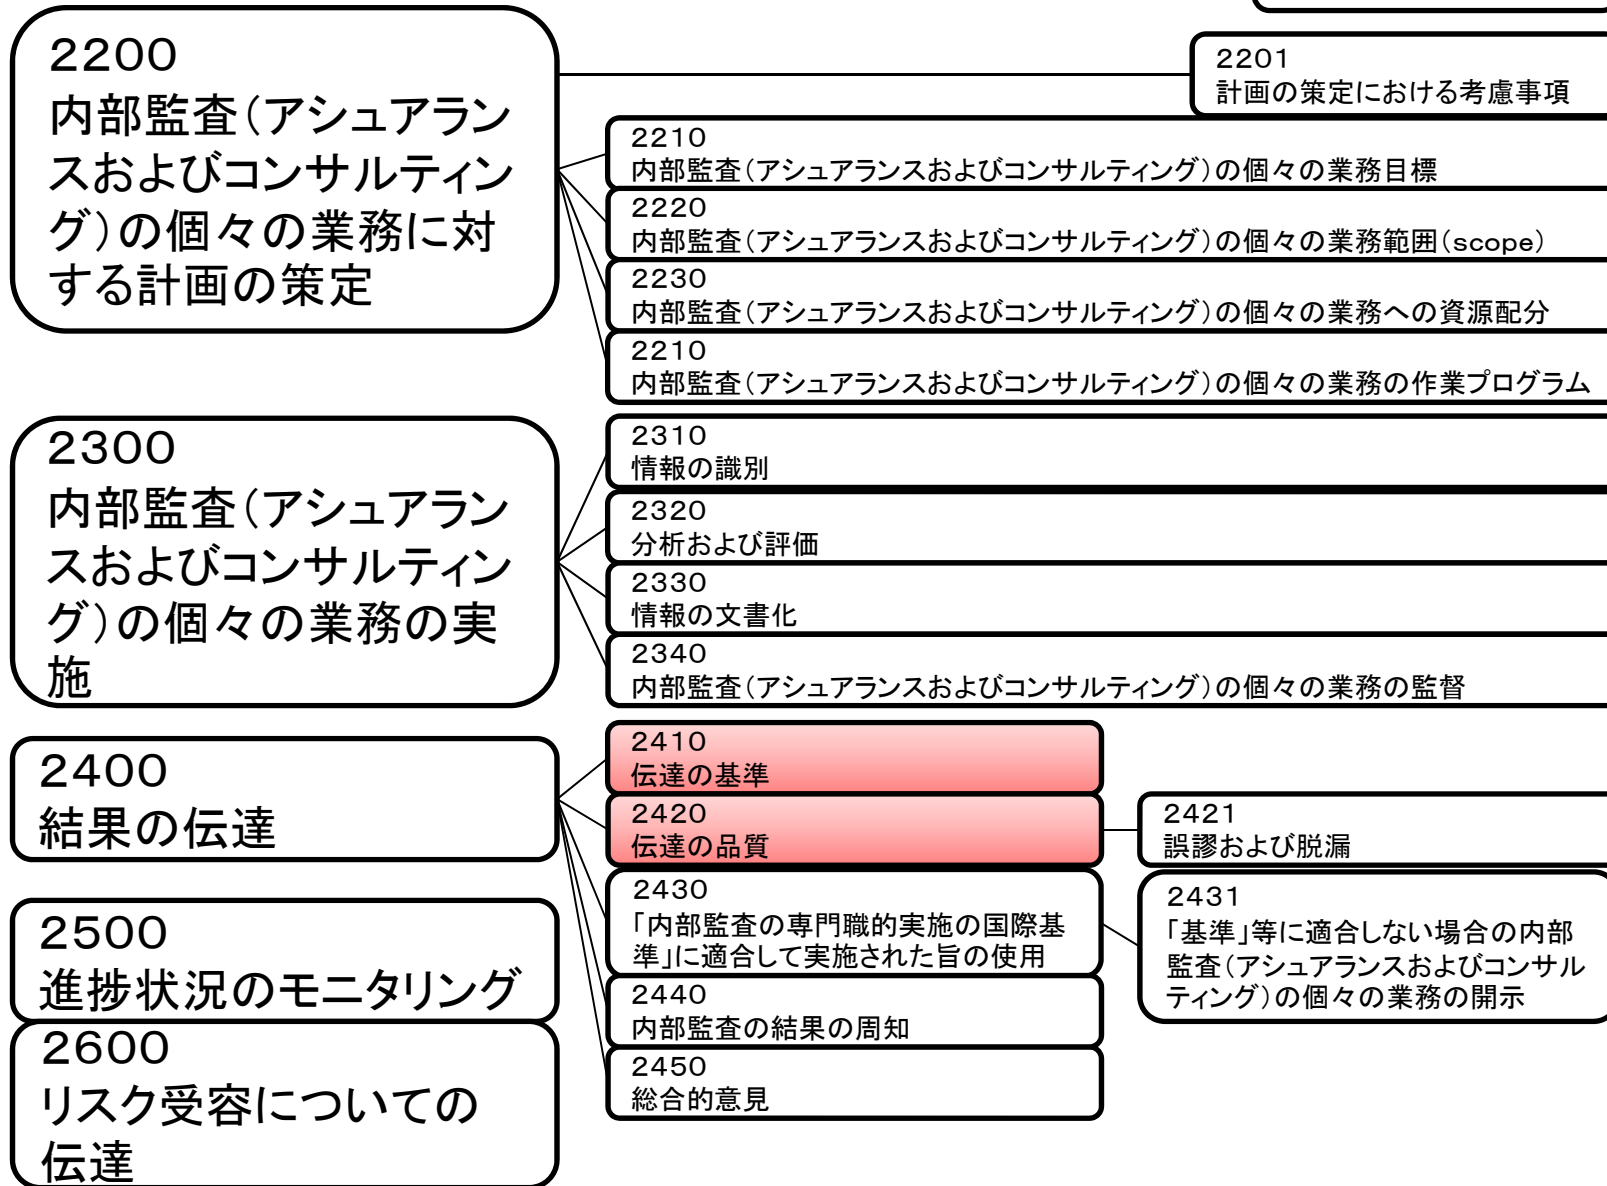 2200
内部監査(アシュアラン
スおよびコンサルティン
グ)の個々の業務に対
する計画の策定
2201
計画の策定における考慮事項
2210
内部監査(アシュアランスおよびコンサルティング)の個々の業務目標
2220
内部監査(アシュアランスおよびコンサルティング)の個々の業務範囲(scope)
2230
内部監査(アシュアランスおよびコンサルティング)の個々の業務への資源配分
2210
内部監査(アシュアランスおよびコンサルティング)の個々の業務の作業プログラム
2300
内部監査(アシュアラン
スおよびコンサルティン
グ)の個々の業務の実
施
2310
情報の識別
2320
分析および評価
2330
情報の文書化
2340
内部監査(アシュアランスおよびコンサルティング)の個々の業務の監督
2400
結果の伝達
2410
伝達の基準
2420
伝達の品質
2421
誤謬および脱漏
2430
「内部監査の専門職的実施の国際基
準」に適合して実施された旨の使用
2431
「基準」等に適合しない場合の内部
監査(アシュアランスおよびコンサル
ティング)の個々の業務の開示
2440
内部監査の結果の周知
2450
総合的意見
2500
進捗状況のモニタリング
2600
リスク受容についての
伝達